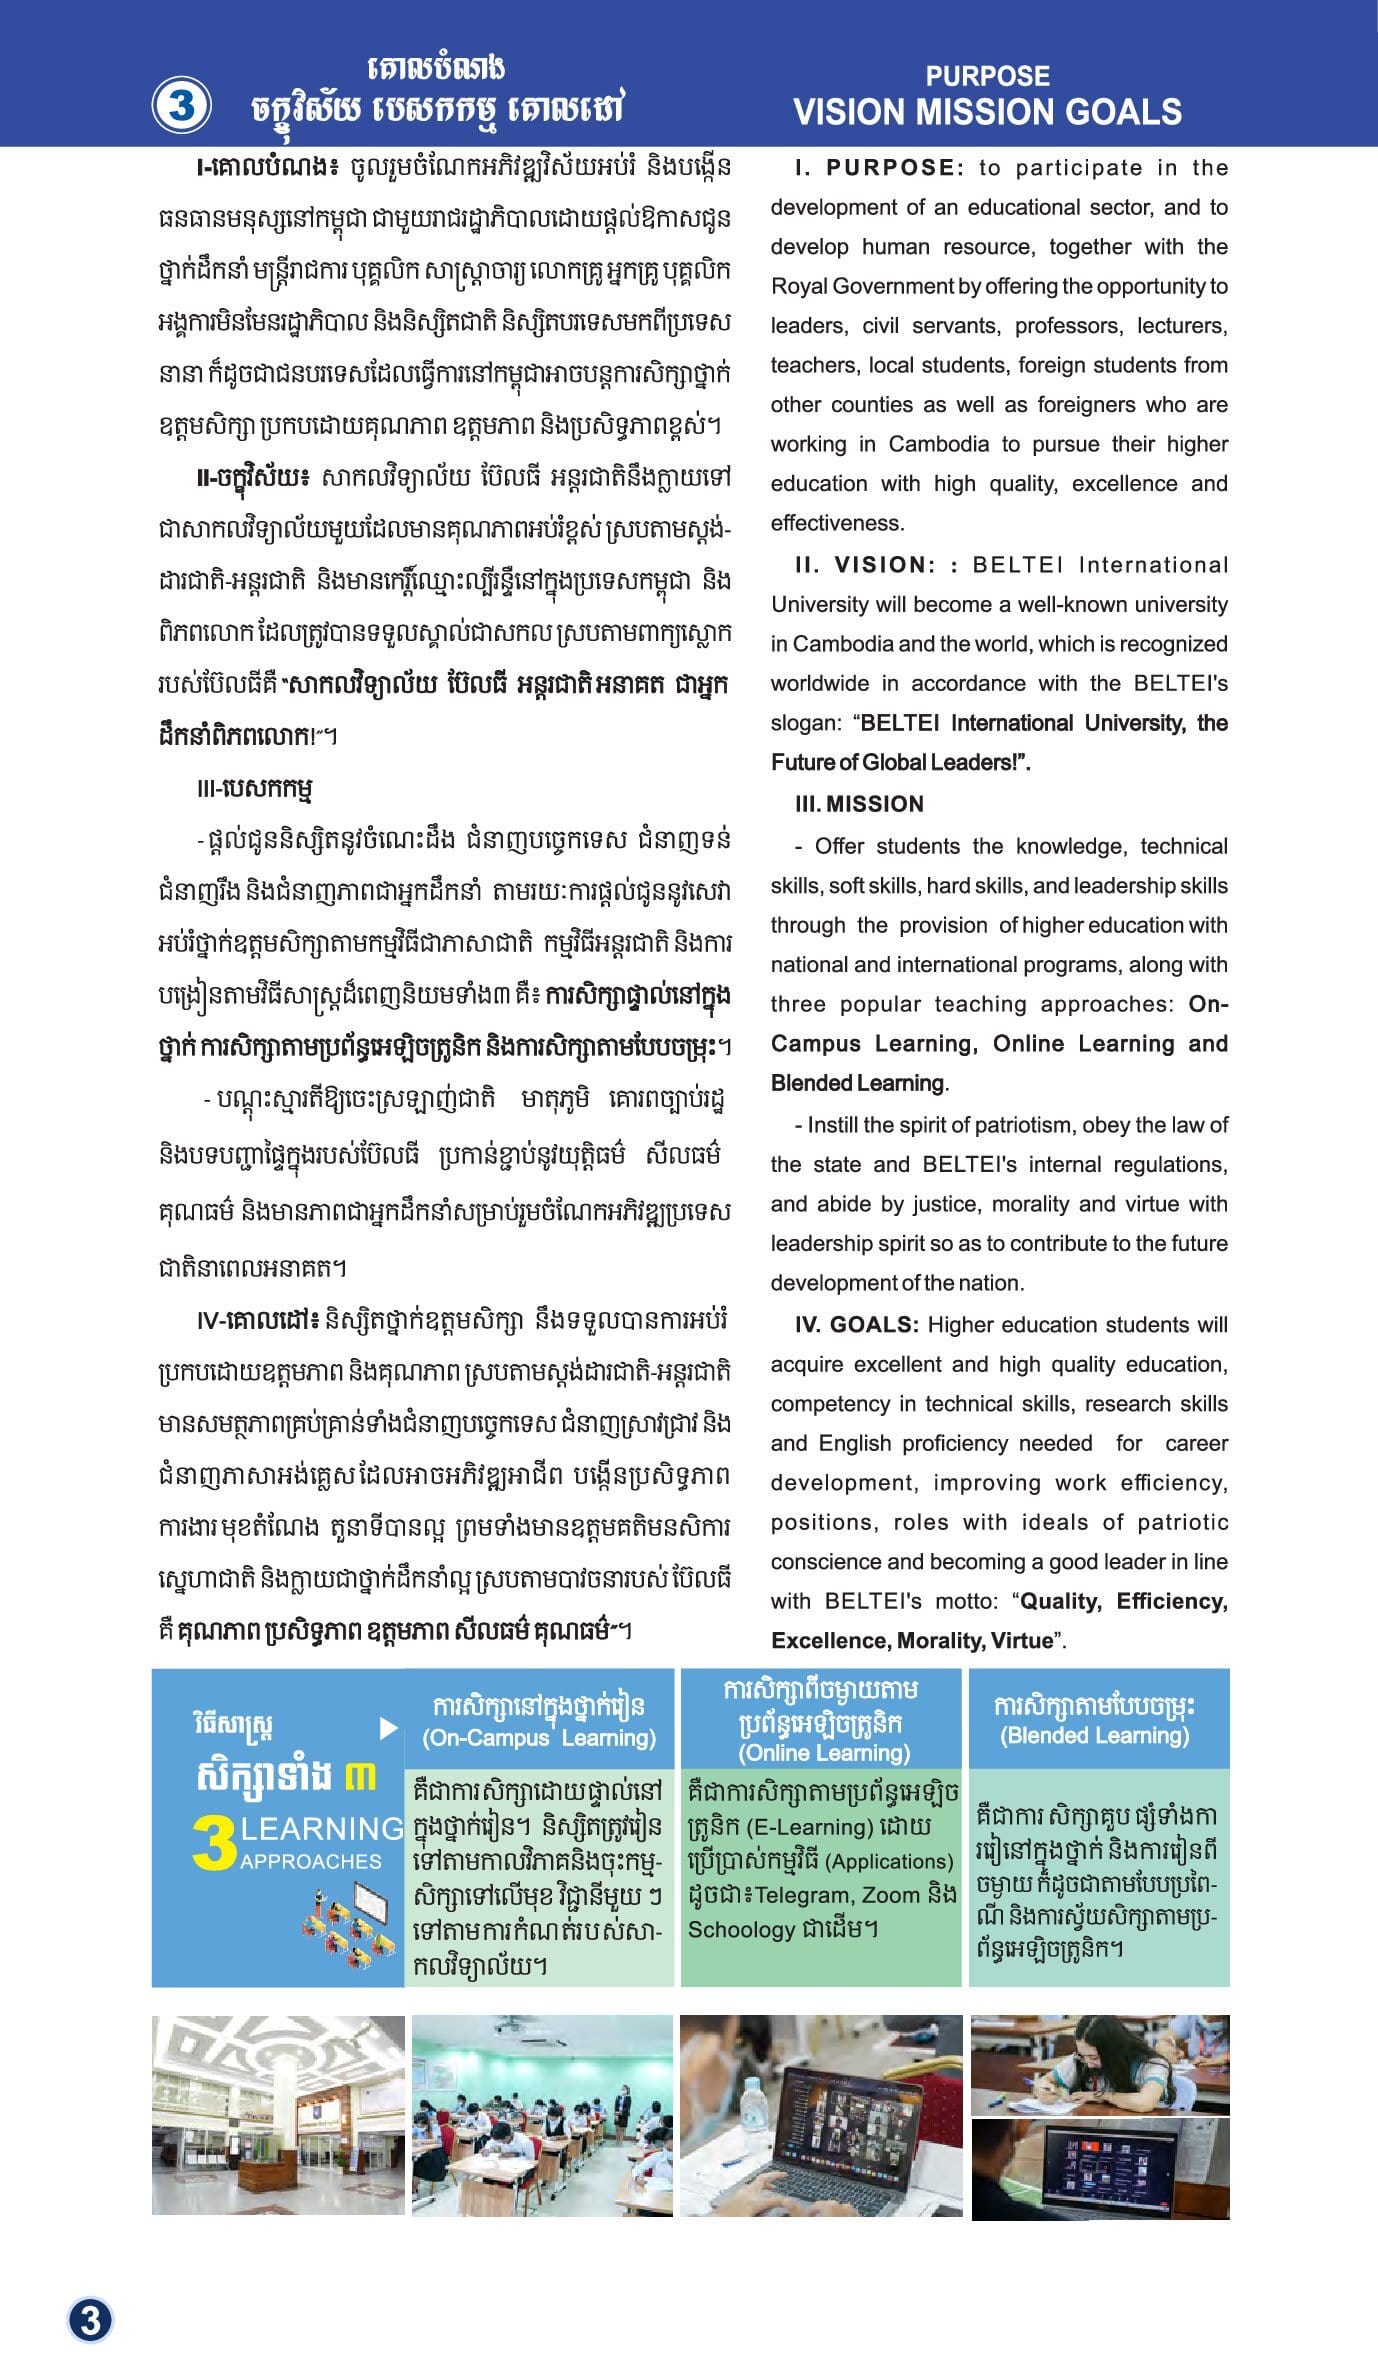 3
គោលបំណង
ចក្ខុវិស័យ បេសកកម្ម គោលដៅ
PURPOSE
VISION MISSION GOALS
I-គោលបំណង៖ ចូលរួមចំណែកអភិវឌ្ឍវិស័យអប់រំ និងបង្កើន
ធនធានមនុស្សនៅកម្ពុជា ជាមួយរាជរដ្ឋាភិបាលដោយផ្តល់ឱកាសជូន
ថ្នាក់ដឹកនាំ មន្ត្រីរាជការ បុគ្គលិក សាស្ត្រាចារ្យ លោកគ្រូ អ្នកគ្រូ បុគ្គលិក
អង្គការមិនមែនរដ្ឋាភិបាល និងនិស្សិតជាតិ និស្សិតបរទេសមកពីប្រទេស
នានា ក៏ដូចជាជនបរទេសដែលធ្វើការនៅកម្ពុជាអាចបន្តការសិក្សាថ្នាក់
ឧត្តមសិក្សា ប្រកបដោយគុណភាព ឧត្តមភាព និងប្រសិទ្ធភាពខ្ពស់។
II-ចក្ខុវិស័យ៖ សាកលវិទ្យាល័យ ប៊ែលធី អន្តរជាតិនឹងក្លាយទៅ
ជាសាកលវិទ្យាល័យមួយដែលមានគុណភាពអប់រំខ្ពស់ ស្របតាមស្តង់-
ដារជាតិ-អន្តរជាតិ និងមានកេរ្តិ៍ឈ្មោះល្បីរន្ទឺនៅក្នុងប្រទេសកម្ពុជា និង
ពិភពលោក ដែលត្រូវបានទទួលស្គាល់ជាសកល ស្របតាមពាក្យស្លោក
របស់ប៊ែលធីគឺ “សាកលវិទ្យាល័យ ប៊ែលធី អន្តរជាតិ អនាគត ជាអ្នក
ដឹកនាំពិភពលោក!”។
III-បេសកកម្ម
- ផ្តល់ជូននិស្សិតនូវចំណេះដឹង ជំនាញបច្ចេកទេស ជំនាញទន់
ជំនាញរឹង និងជំនាញភាពជាអ្នកដឹកនាំ តាមរយៈការផ្តល់ជូននូវសេវា
អប់រំថ្នាក់ឧត្តមសិក្សាតាមកម្មវិធីជាភាសាជាតិ កម្មវិធីអន្តរជាតិ និងការ
បង្រៀនតាមវិធីសាស្ត្រដ៏ពេញនិយមទាំង៣ គឺ៖ ការសិក្សាផ្ទាល់នៅក្នុង
ថ្នាក់ ការសិក្សាតាមប្រព័ន្ធអេឡិចត្រូនិក និងការសិក្សាតាមបែបចម្រុះ។
- បណ្តុះស្មារតីឱ្យចេះស្រឡាញ់ជាតិ មាតុភូមិ គោរពច្បាប់រដ្ឋ
និងបទបញ្ជាផ្ទៃក្នុងរបស់ប៊ែលធី ប្រកាន់ខ្ជាប់នូវយុត្តិធម៌ សីលធម៌
គុណធម៌ និងមានភាពជាអ្នកដឹកនាំសម្រាប់រួមចំណែកអភិវឌ្ឍប្រទេស
ជាតិនាពេលអនាគត។
IV-គោលដៅ៖ និស្សិតថ្នាក់ឧត្តមសិក្សា នឹងទទួលបានការអប់រំ
ប្រកបដោយឧត្តមភាព និងគុណភាព ស្របតាមស្តង់ដារជាតិ-អន្តរជាតិ
មានសមត្ថភាពគ្រប់គ្រាន់ទាំងជំនាញបច្ចេកទេស ជំនាញស្រាវជ្រាវ និង
ជំនាញភាសាអង់គ្លេស ដែលអាចអភិវឌ្ឍអាជីព បង្កើនប្រសិទ្ធភាព
ការងារ មុខតំណែង តួនាទីបានល្អ ព្រមទាំងមានឧត្តមគតិមនសិការ
ស្នេហាជាតិ និងក្លាយជាថ្នាក់ដឹកនាំល្អ ស្របតាមបាវចនារបស់ ប៊ែលធី
គឺ គុណភាព ប្រសិទ្ធភាព ឧត្តមភាព សីលធម៌ គុណធម៌”។
I. PURPOSE: to participate in the
development of an educational sector, and to
develop human resource, together with the
Royal Government by offering the opportunity to
leaders, civil servants, professors, lecturers,
teachers, local students, foreign students from
other counties as well as foreigners who are
working in Cambodia to pursue their higher
education with high quality, excellence and
effectiveness.
II. VISION: : BELTEI International
University will become a well-known university
in Cambodia and the world, which is recognized
worldwide in accordance with the BELTEI's
slogan: “BELTEI International University, the
Future of Global Leaders!”.
III. MISSION
- Offer students the knowledge, technical
skills, soft skills, hard skills, and leadership skills
through the provision of higher education with
national and international programs, along with
three popular teaching approaches: On-
Campus Learning, Online Learning and
Blended Learning.
- Instill the spirit of patriotism, obey the law of
the state and BELTEI's internal regulations,
and abide by justice, morality and virtue with
leadership spirit so as to contribute to the future
development of the nation.
IV. GOALS: Higher education students will
acquire excellent and high quality education,
competency in technical skills, research skills
and English proficiency needed for career
development, improving work efficiency,
positions, roles with ideals of patriotic
conscience and becoming a good leader in line
with BELTEI's motto: “Quality, Efficiency,
Excellence, Morality, Virtue”.
វិធីសាស្ត្រ
សិក្សាទាំង ៣
3 LEARNING
APPROACHES
ការសិក្សានៅក្នុងថ្នាក់រៀន
(On-Campus Learning)
គឺជាការសិក្សាដោយផ្ទាល់នៅ
ក្នុងថ្នាក់រៀន។ និស្សិតត្រូវរៀន
ទៅតាមកាលវិភាគនិងចុះកម្ម-
សិក្សាទៅលើមុខ វិជ្ជានីមួយ ៗ
ទៅតាមការកំណត់របស់សា-
កលវិទ្យាល័យ។
ការសិក្សាពីចម្ងាយតាម
ប្រព័ន្ធអេឡិចត្រូនិក
(Online Learning)
គឺជាការសិក្សាតាមប្រព័ន្ធអេឡិច
ត្រូនិក (E-Learning) ដោយ
ប្រើប្រាស់កម្មវិធី (Applications)
ដូចជា៖Telegram, Zoom និង
Schoology ជាដើម។
ការសិក្សាតាមបែបចម្រុះ
(Blended Learning)
គឺជាការ សិក្សាគួប ផ្សំទាំងកា
ររៀនៅក្នុងថ្នាក់ និងការរៀនពី
ចម្ងាយ ក៏ដូចជាតាមបែបប្រពៃ-
ណី និងការស្វ័យសិក្សាតាមប្រ-
ព័ន្ធអេឡិចត្រូនិក។
3